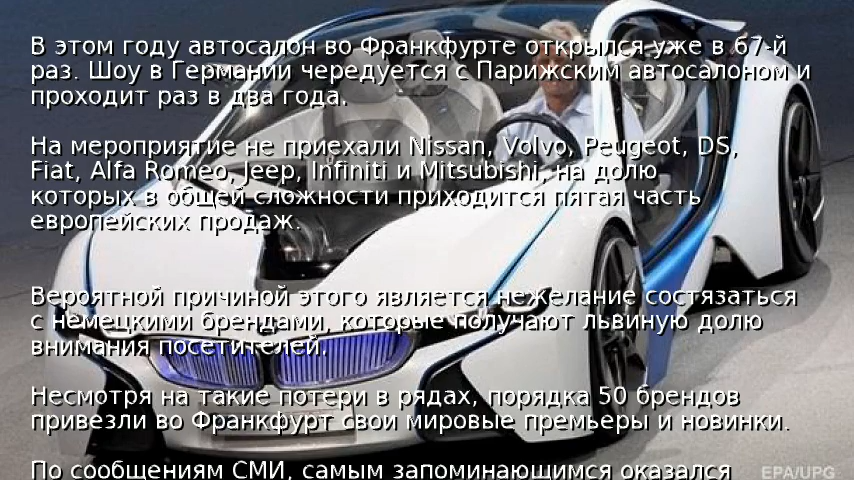 В этом году автосалон во Франкфурте открылся уже в 67-й
раз. Шоу в Германии чередуется с Парижским автосалоном и
проходит раз в два года.
На мероприятие не приехали Nissan, Volvo, Peugeot, DS,
Fiat, Alfa Romeo, Jeep, Infiniti и Mitsubishi, на долю
которых в общей сложности приходится пятая часть
европейских продаж.
Вероятной причиной этого является нежелание состязаться
с немецкими брендами, которые получают львиную долю
внимания посетителей.
Несмотря на такие потери в рядах, порядка 50 брендов
привезли во Франкфурт свои мировые премьеры и новинки.
По сообщениям СМИ, самым запоминающимся оказался
EPA/UPG